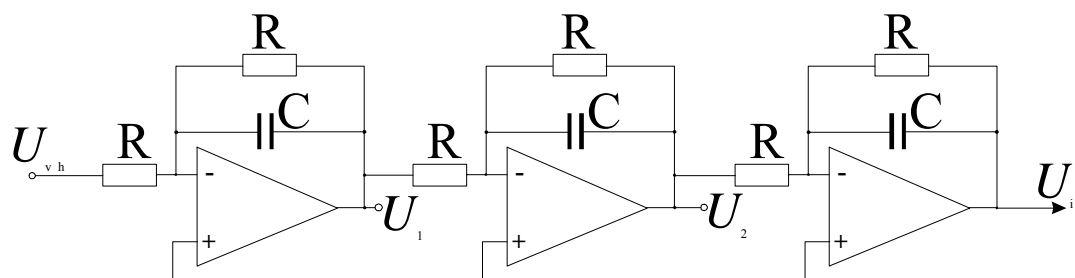 R R R
C C C
R R R
U v h
- - -
U 1
U 2
U i
+ + +